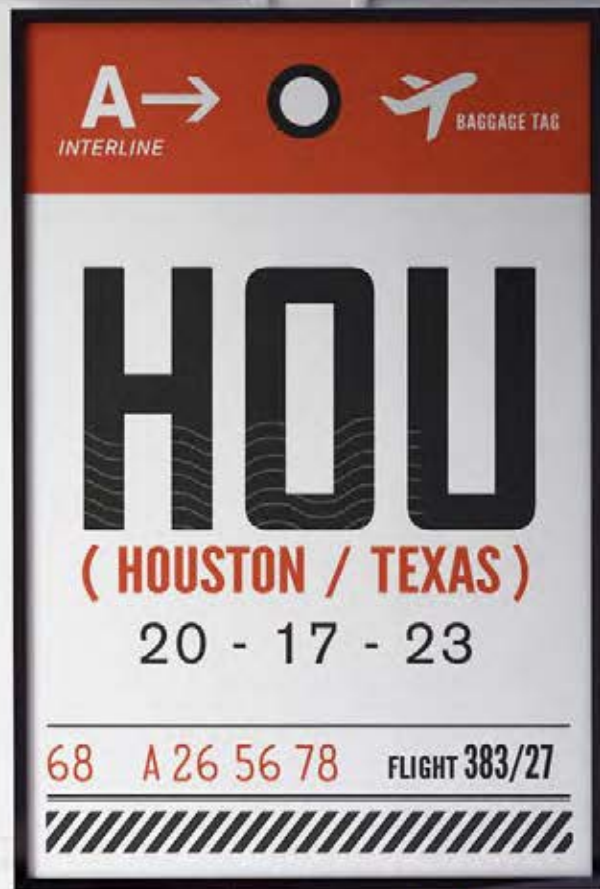 A→ BAGGAGE TAG
INTERLINE
HOU
( HOUSTON / TEXAS )
20 - 17 - 23
68 A 26 56 78 FLIGHT 383/27